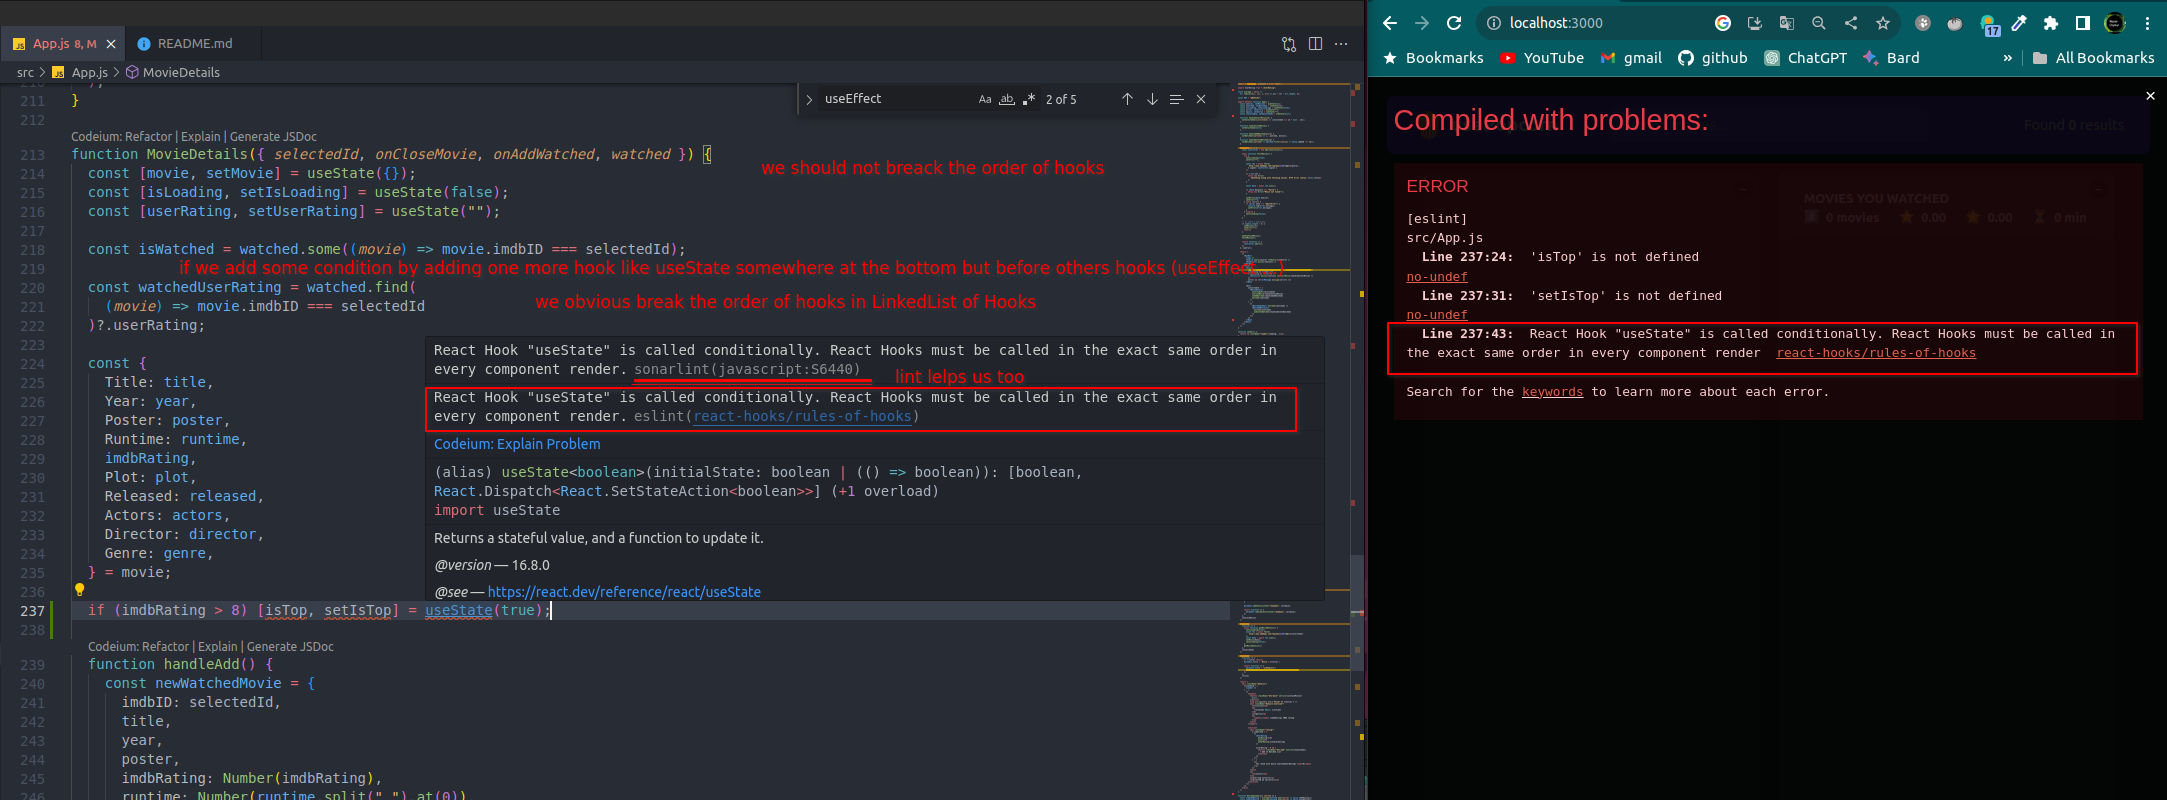 App.js 8, M
README.md
src > App.js > MovieDetails
useEffect
Aa
ab
2 of 5
211 }
212
Codeium: Refactor | Explain | Generate JSDoc
213 function MovieDetails({ selectedId, onCloseMovie, onAddWatched, watched }) {
we should not breack the order of hooks
214 const [movie, setMovie] = useState({});
215 const [isLoading, setIsLoading] = useState(false);
216 const [userRating, setUserRating] = useState("");
217
218 const isWatched = watched.some((movie) => movie.imdbID === selectedId);
219
if we add some condition by adding one more hook like useState somewhere at the bottom but before others hooks (useEffect...)
220 const watchedUserRating = watched.find(
221 (movie) => movie.imdbID === selectedId
we obvious break the order of hooks in LinkedList of Hooks
222 )?.userRating;
223
224 const {
225 Title: title,
226 Year: year,
227 Poster: poster,
228 Runtime: runtime,
229 imdbRating,
230 Plot: plot,
231 Released: released,
232 Actors: actors,
233 Director: director,
234 Genre: genre,
235 } = movie;
236
React Hook "useState" is called conditionally. React Hooks must be called in the exact same order in
every component render. sonarlint(javascript:S6440)
lint lelps us too
React Hook "useState" is called conditionally. React Hooks must be called in the exact same order in
every component render. eslint(react-hooks/rules-of-hooks)
Codeium: Explain Problem
(alias) useState<boolean>(initialState: boolean | (() => boolean)): [boolean,
React.Dispatch<React.SetStateAction<boolean>>] (+1 overload)
import useState
Returns a stateful value, and a function to update it.
@version — 16.8.0
@see — https://react.dev/reference/react/useState
237 if (imdbRating > 8) [isTop, setIsTop] = useState(true);
238
Codeium: Refactor | Explain | Generate JSDoc
239 function handleAdd() {
240 const newWatchedMovie = {
241 imdbID: selectedId,
242 title,
243 year,
244 poster,
245 imdbRating: Number(imdbRating),
246 runtime: Number(runtime.split(" ").at(0))
localhost:3000
17
Bookmarks
YouTube
gmail
github
ChatGPT
Bard
»
All Bookmarks
Compiled with problems:
Found 0 results
ERROR
MOVIES YOU WATCHED
0 movies
0.00
0.00
0 min
[eslint]
src/App.js
Line 237:24: 'isTop' is not defined
no-undef
Line 237:31: 'setIsTop' is not defined
no-undef
Line 237:43: React Hook "useState" is called conditionally. React Hooks must be called in
the exact same order in every component render react-hooks/rules-of-hooks
Search for the keywords to learn more about each error.